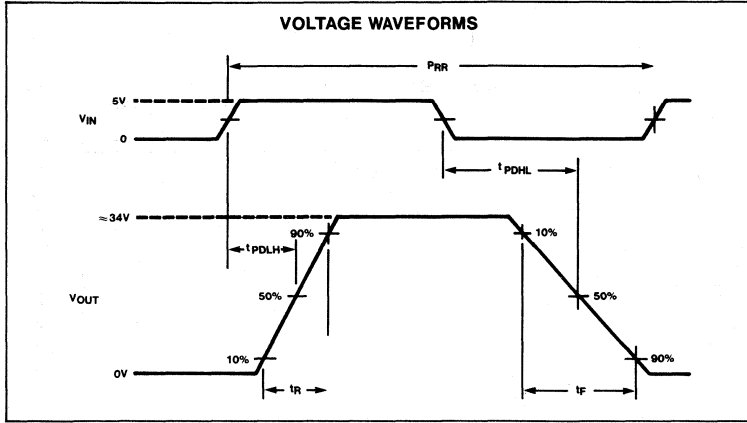 VOLTAGE WAVEFORMS
PRR
5V
VIN
0
tPDHL
≈34V
90%
tPDLH
10%
50%
VOUT
50%
10%
90%
0V
tR
tF